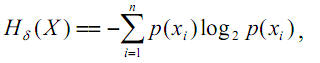 H_δ(X) == -∑_{i=1}^{n} p(x_i) log_2 p(x_i),